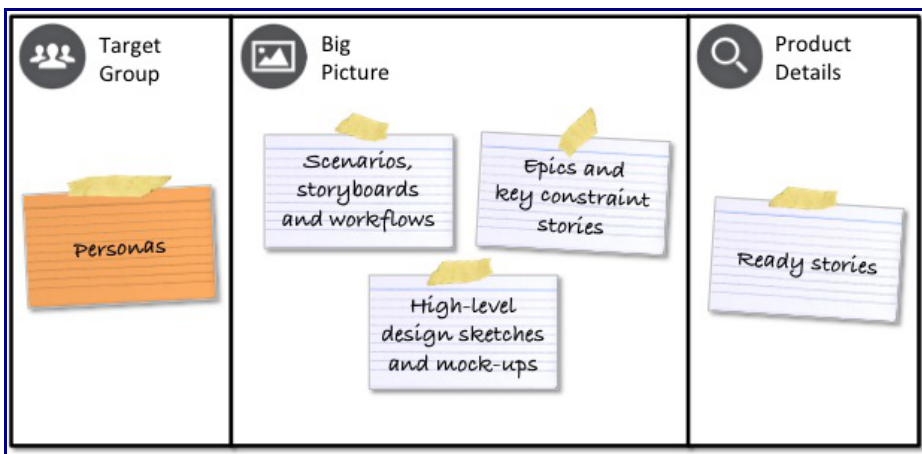 Target
Group
Big
Picture
Product
Details
Personas
Scenarios,
storyboards
and workflows
Epics and
key constraint
stories
High-level
design sketches
and mock-ups
Ready stories